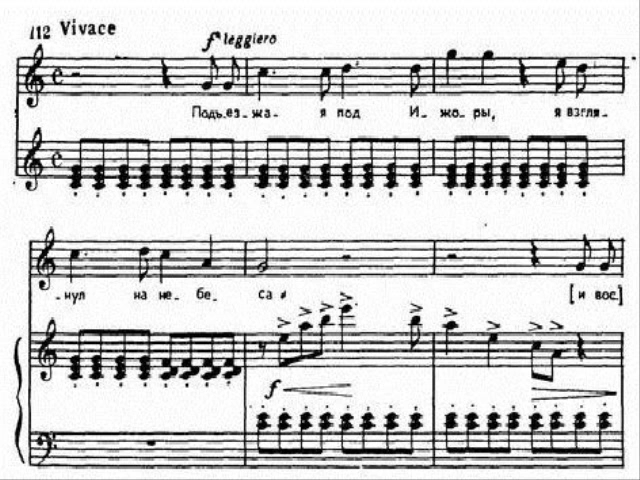 112 Vivace
f leggiero
Подъ.ез-жа- я под И- жо-ры, я взгля-
-нул на не-бе- са
[и вос.]
f